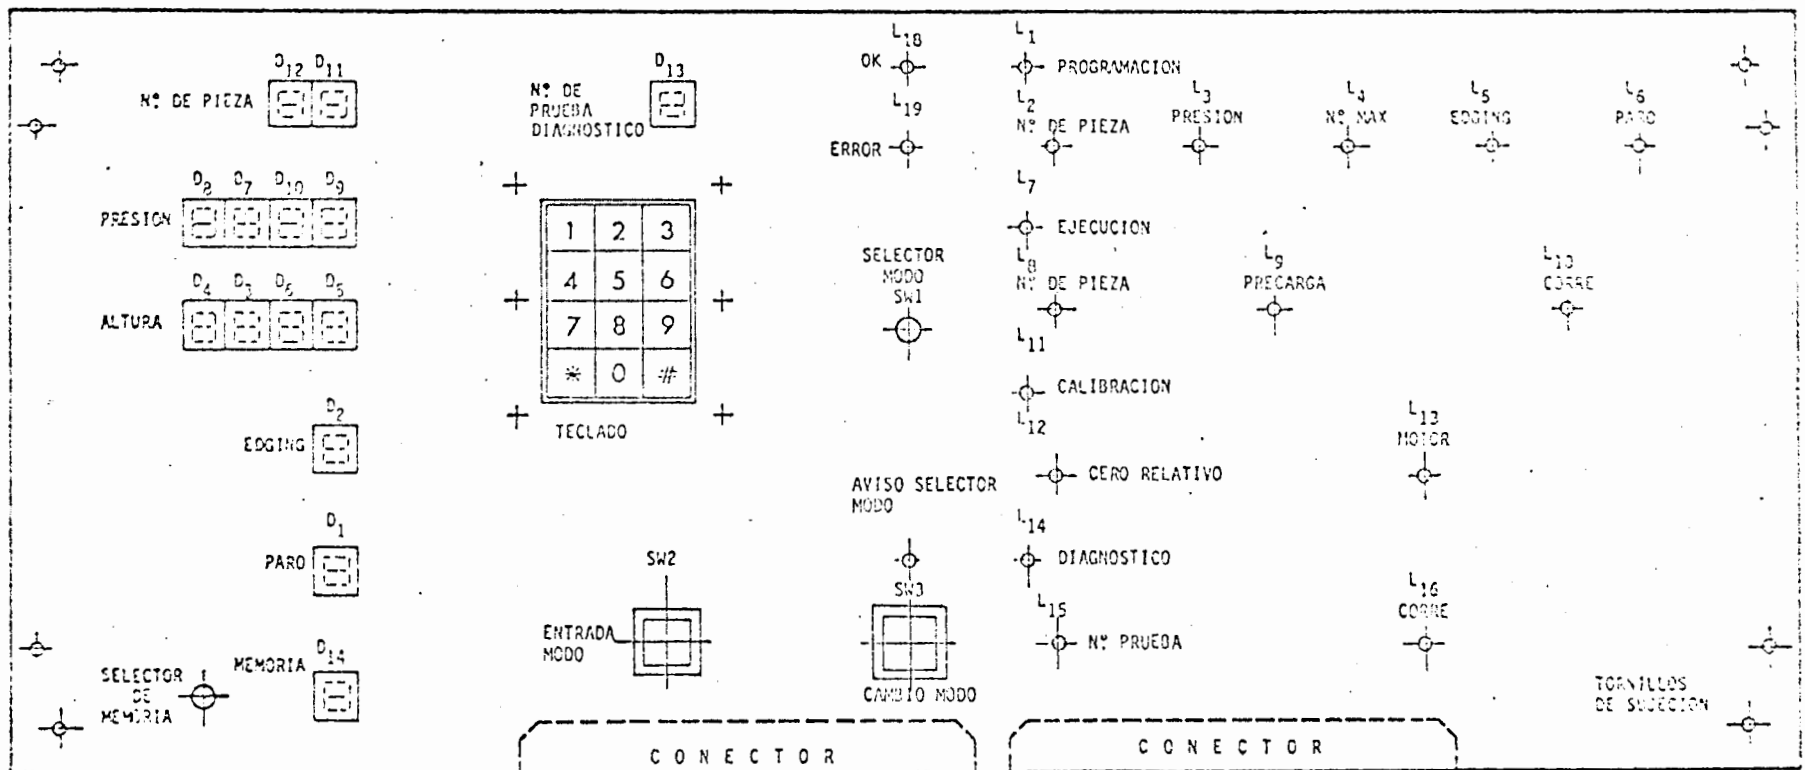 L18
OK
L19
ERROR
L1
PROGRAMACION
L2
Nº DE PIEZA
L3
PRESION
L4
Nº MAX
L5
EDGING
L6
PARO
D12 D11
Nº DE PIEZA
D13
Nº DE
PRUEBA
DIAGNOSTICO
D8 D7 D10 D9
PRESION
D4 D3 D6 D5
ALTURA
D2
EDGING
D1
PARO
D14
MEMORIA
SELECTOR
DE
MEMORIA
1 2 3
4 5 6
7 8 9
* 0 #
TECLADO
SW2
ENTRADA
MODO
SELECTOR
MODO
SW1
AVISO SELECTOR
MODO
SW3
CAMBIO MODO
L7
EJECUCION
L8
Nº DE PIEZA
L9
PRECARGA
L10
CORRE
L11
CALIBRACION
L12
CERO RELATIVO
L13
MOTOR
L14
DIAGNOSTICO
L15
Nº PRUEBA
L16
CORRE
TORNILLOS
DE SUJECION
CONECTOR
CONECTOR